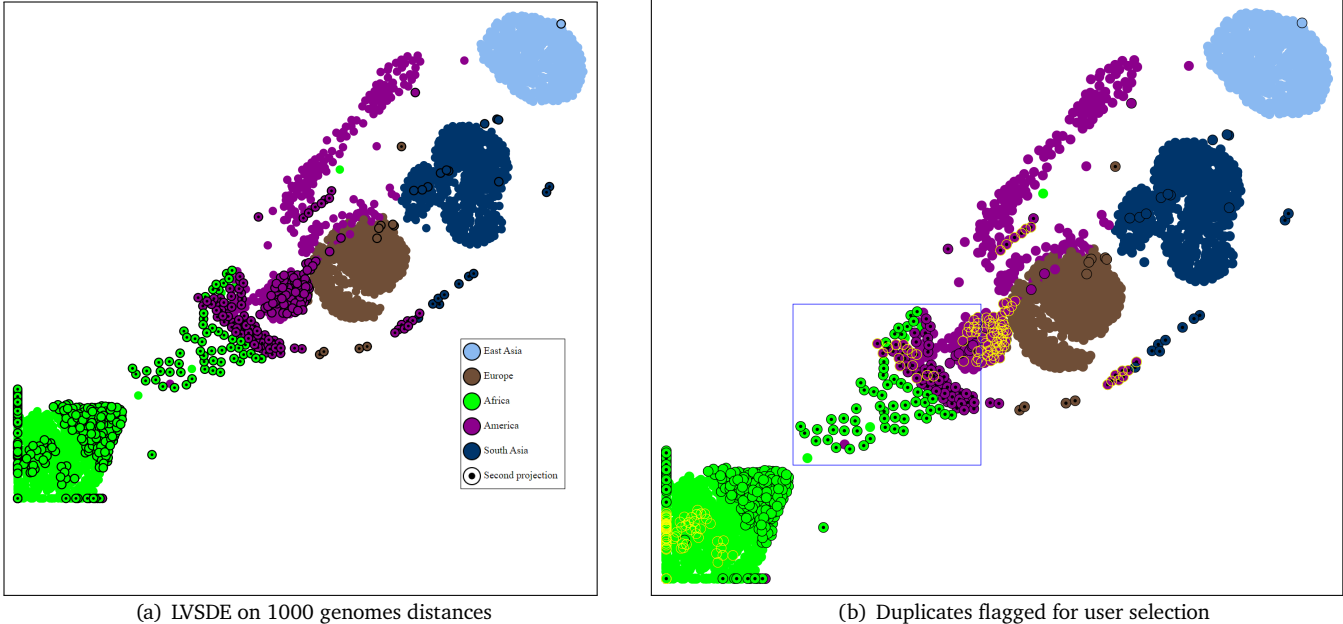 East Asia
Europe
Africa
America
South Asia
Second projection
(a) LVSDE on 1000 genomes distances
(b) Duplicates flagged for user selection